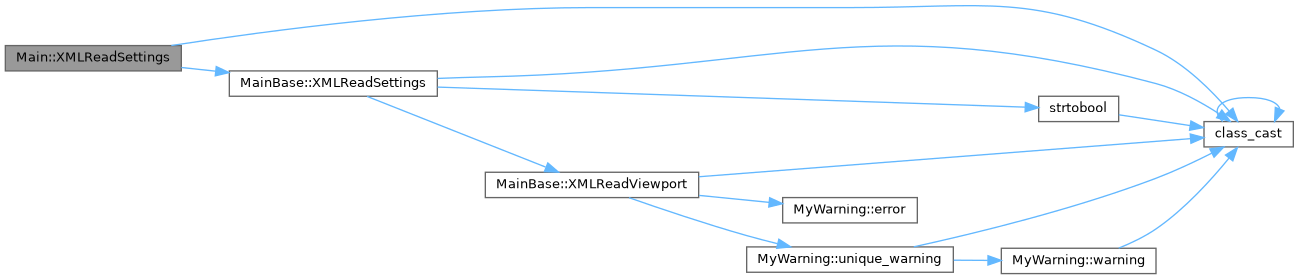 Main::XMLReadSettings
MainBase::XMLReadSettings
strtobool
class_cast
MainBase::XMLReadViewport
MyWarning::error
MyWarning::unique_warning
MyWarning::warning